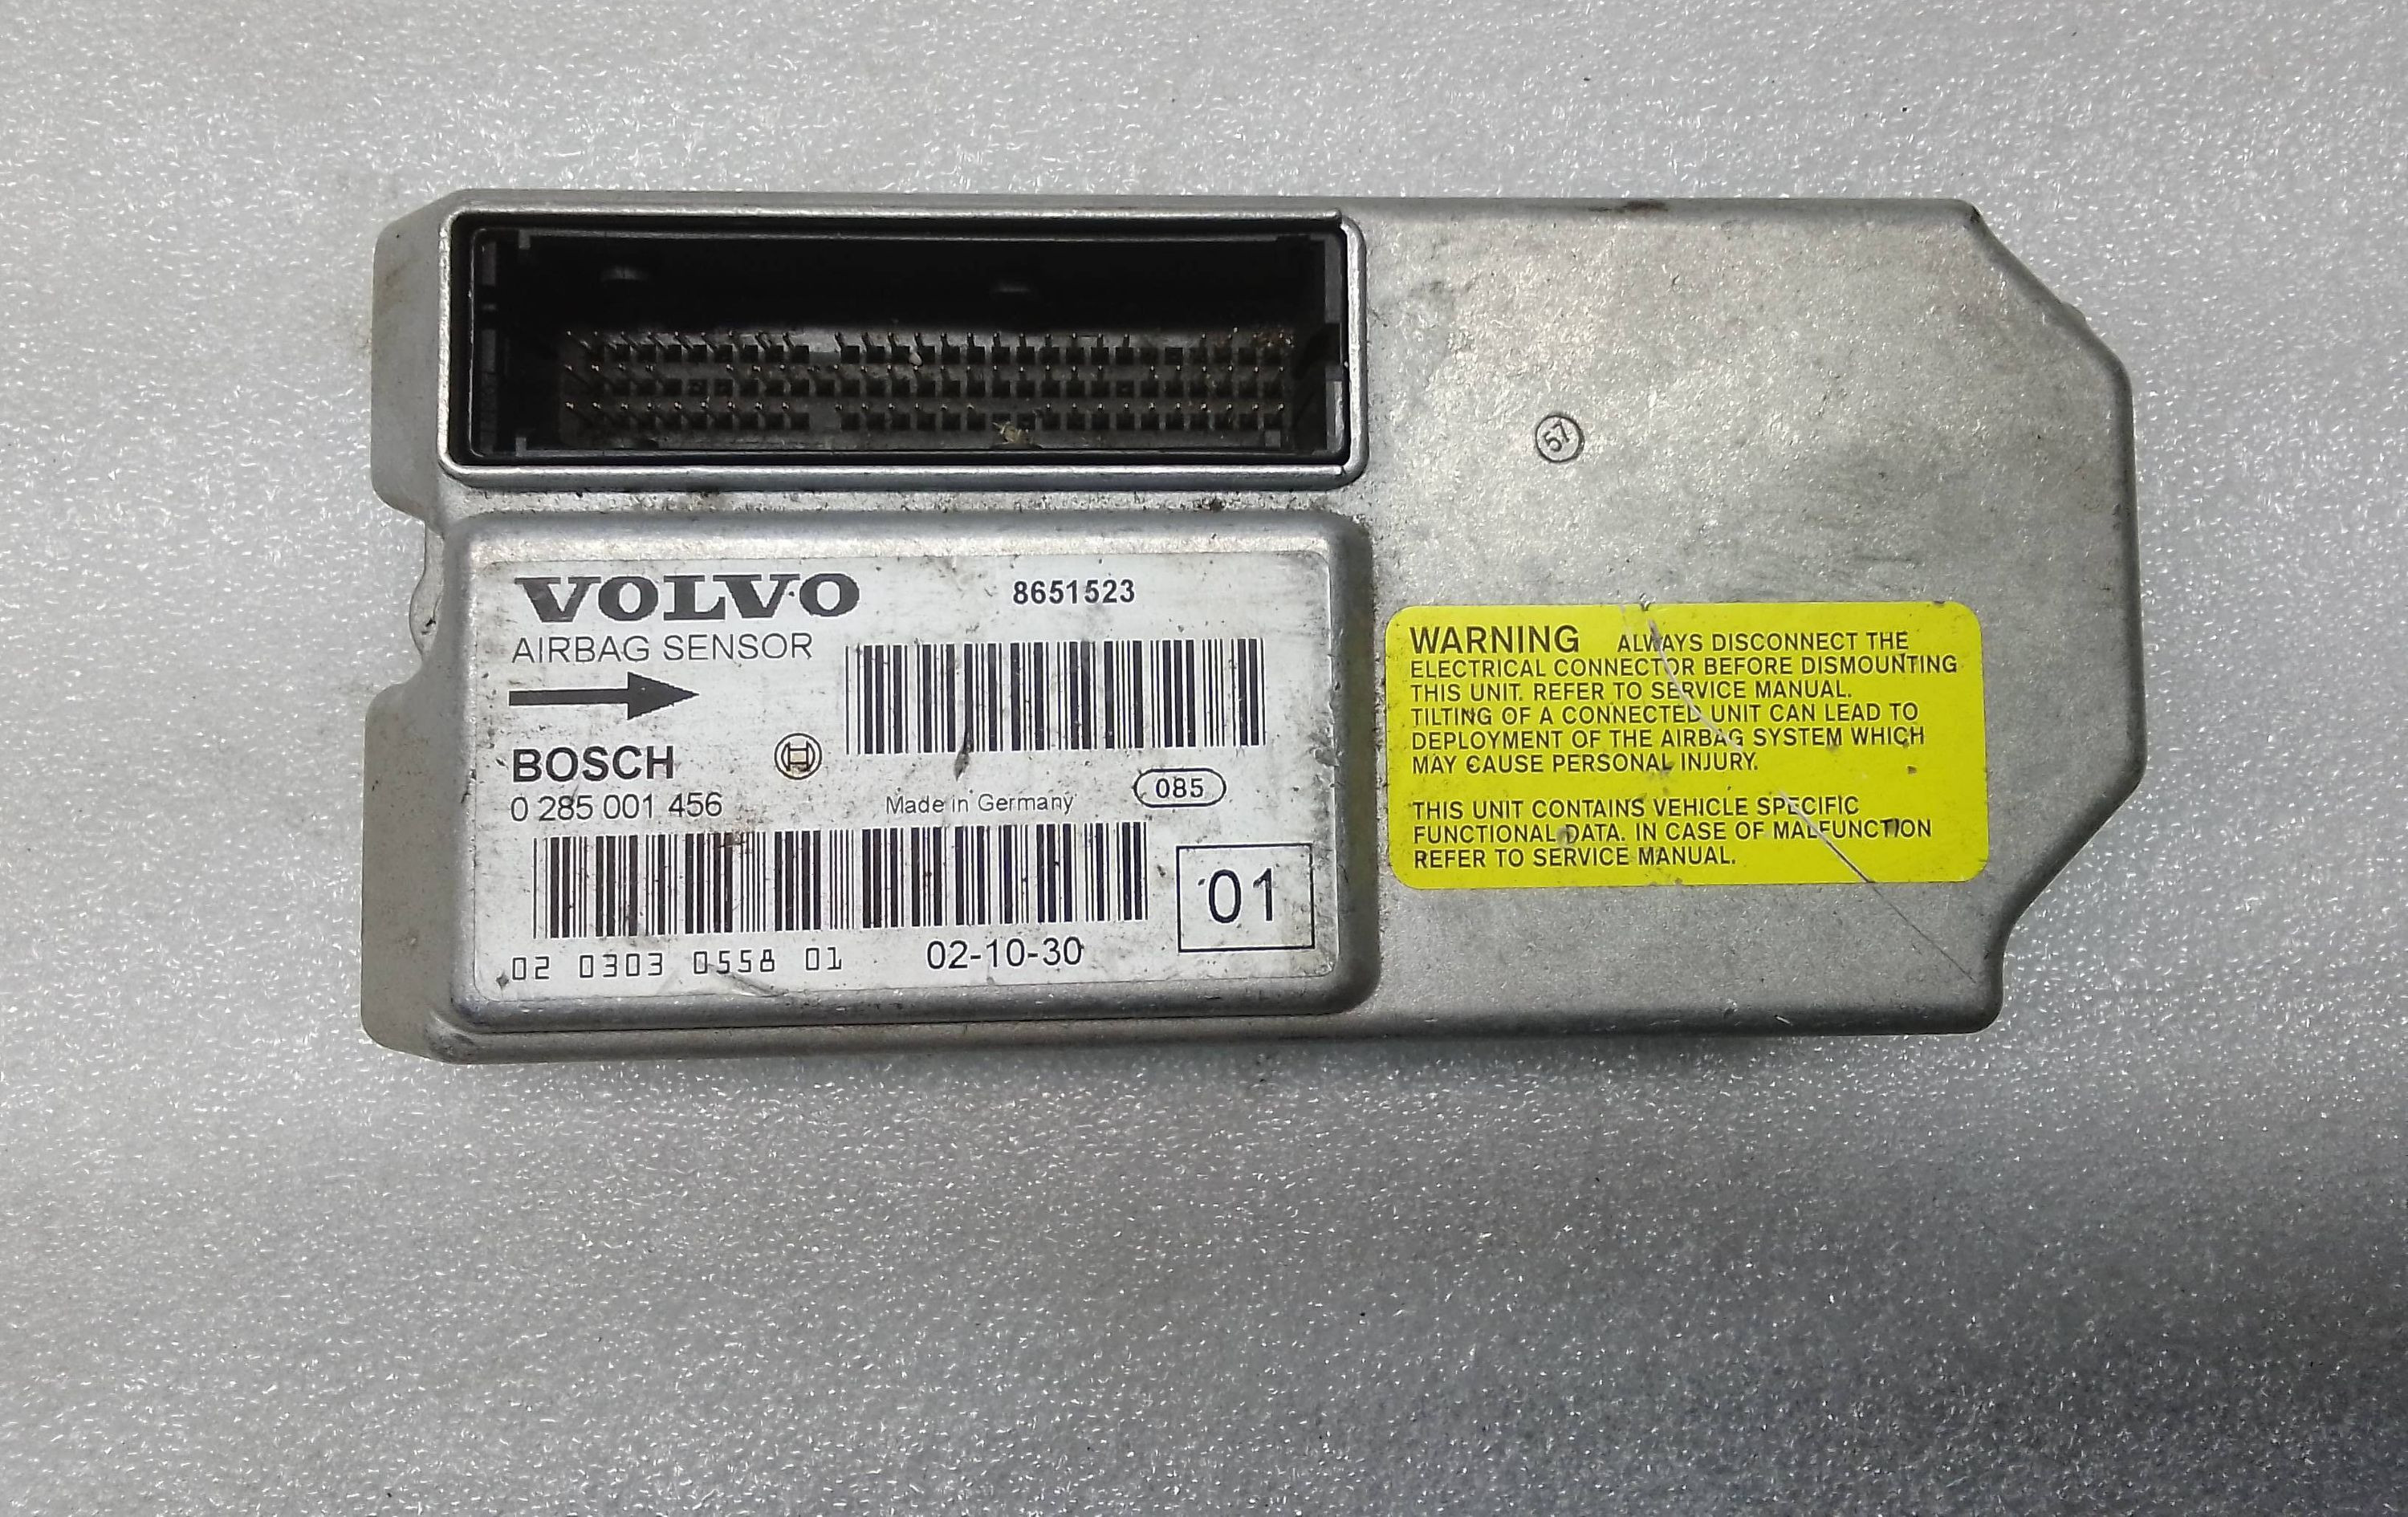 57
VOLVO
8651523
AIRBAG SENSOR
BOSCH
0 285 001 456
Made in Germany
085
01
02 0303 0558 01
02-10-30
WARNING ALWAYS DISCONNECT THE
ELECTRICAL CONNECTOR BEFORE DISMOUNTING
THIS UNIT. REFER TO SERVICE MANUAL.
TILTING OF A CONNECTED UNIT CAN LEAD TO
DEPLOYMENT OF THE AIRBAG SYSTEM WHICH
MAY CAUSE PERSONAL INJURY.
THIS UNIT CONTAINS VEHICLE SPECIFIC
FUNCTIONAL DATA. IN CASE OF MALFUNCTION
REFER TO SERVICE MANUAL.